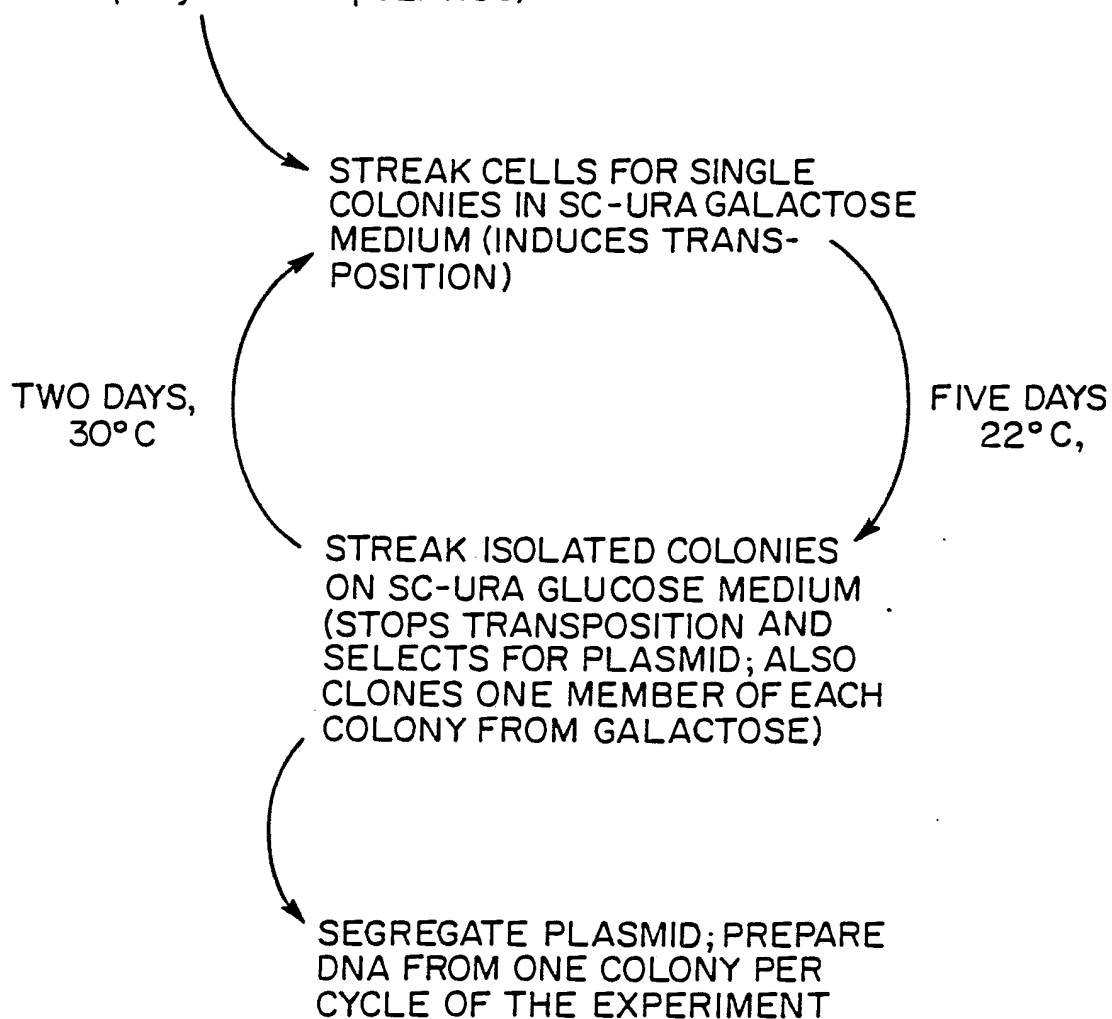 STREAK CELLS FOR SINGLE
COLONIES IN SC-URA GALACTOSE
MEDIUM (INDUCES TRANS-
POSITION)
TWO DAYS,
30°C
FIVE DAYS
22°C,
STREAK ISOLATED COLONIES
ON SC-URA GLUCOSE MEDIUM
(STOPS TRANSPOSITION AND
SELECTS FOR PLASMID; ALSO
CLONES ONE MEMBER OF EACH
COLONY FROM GALACTOSE)
SEGREGATE PLASMID; PREPARE
DNA FROM ONE COLONY PER
CYCLE OF THE EXPERIMENT